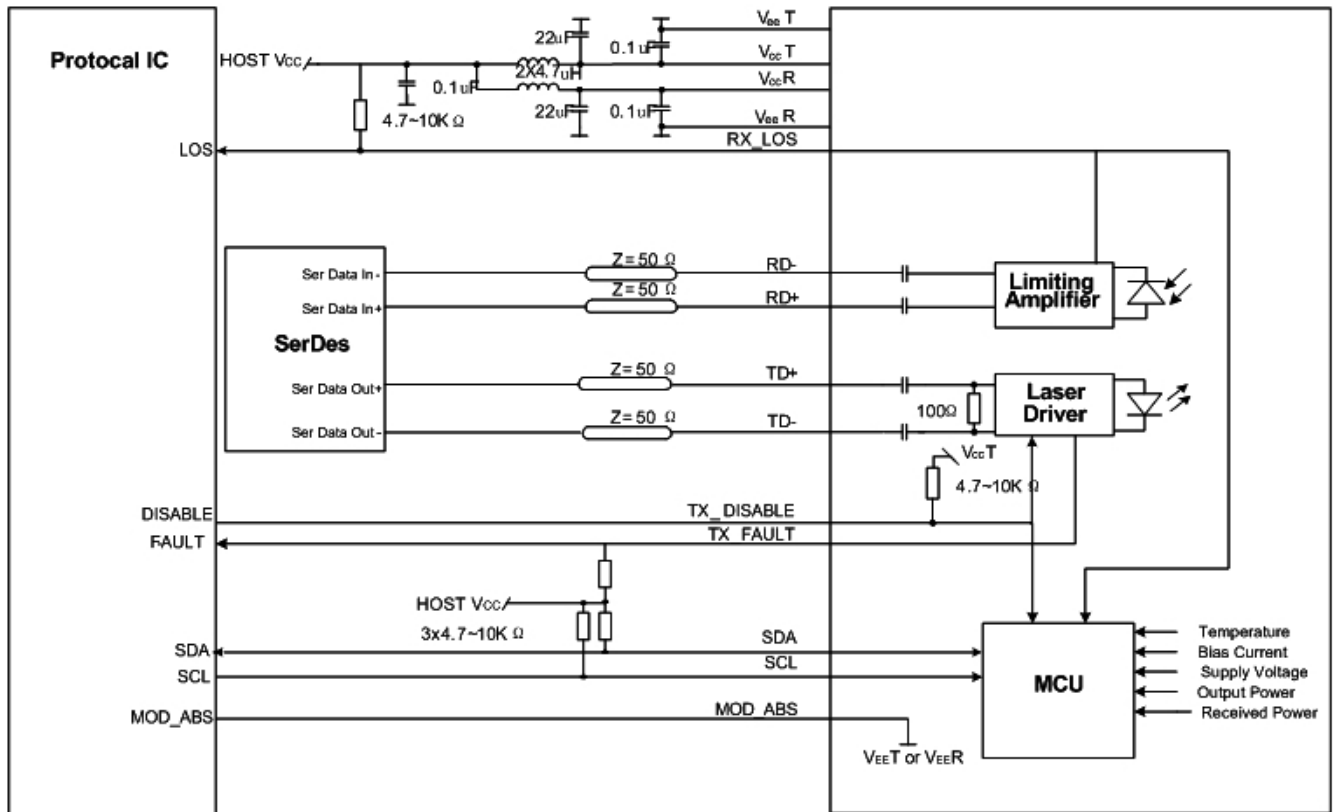 Protocal IC
HOST Vcc
22uF
0.1uF
VeeT
VccT
2X4.7uH
0.1uF
VccR
22uF
0.1uF
VeeR
4.7~10K Ω
LOS
RX_LOS
Ser Data In -
Z= 50 Ω
RD-
Ser Data In+
Z= 50 Ω
RD+
Limiting
Amplifier
SerDes
Ser Data Out+
Z= 50 Ω
TD+
Ser Data Out -
Z= 50 Ω
TD-
100Ω
Laser
Driver
VccT
4.7~10K Ω
DISABLE
TX_DISABLE
FAULT
TX FAULT
HOST Vcc
3x4.7~10K Ω
SDA
SDA
SCL
SCL
MCU
Temperature
Bias Current
Supply Voltage
Output Power
Received Power
MOD_ABS
MOD_ABS
VEET or VEER